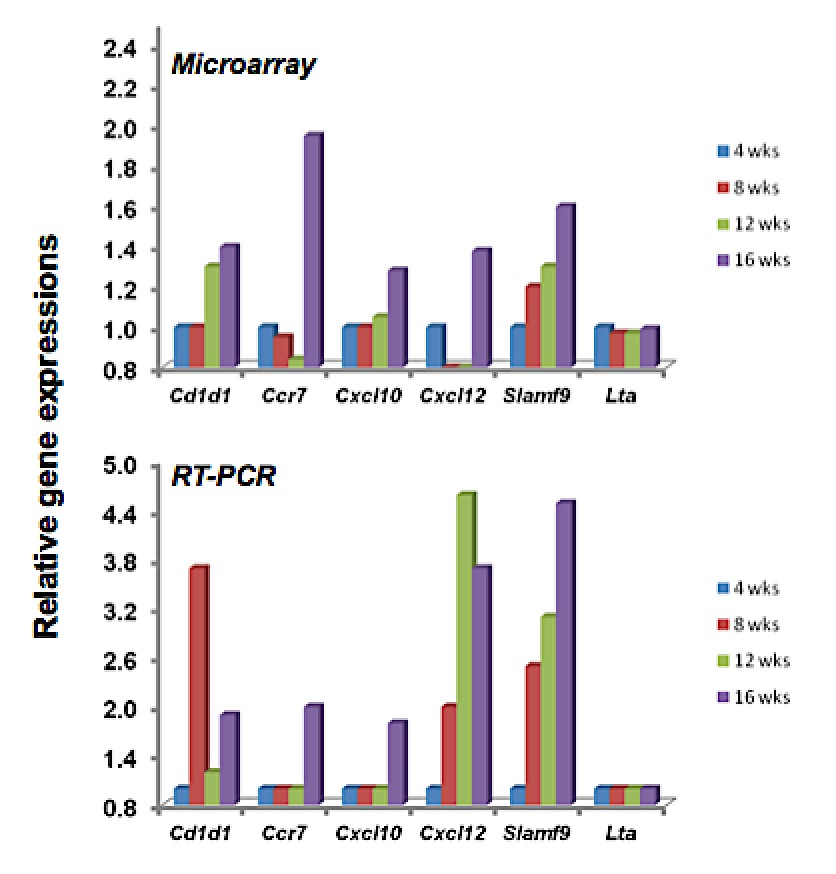 Relative gene expressions
Microarray
2.4
2.2
2.0
1.8
1.6
1.4
1.2
1.0
0.8
Cd1d1 Ccr7 Cxcl10 Cxcl12 Slamf9 Lta
4 wks
8 wks
12 wks
16 wks
RT-PCR
5.0
4.4
3.8
3.2
2.6
2.0
1.4
0.8
Cd1d1 Ccr7 Cxcl10 Cxcl12 Slamf9 Lta
4 wks
8 wks
12 wks
16 wks